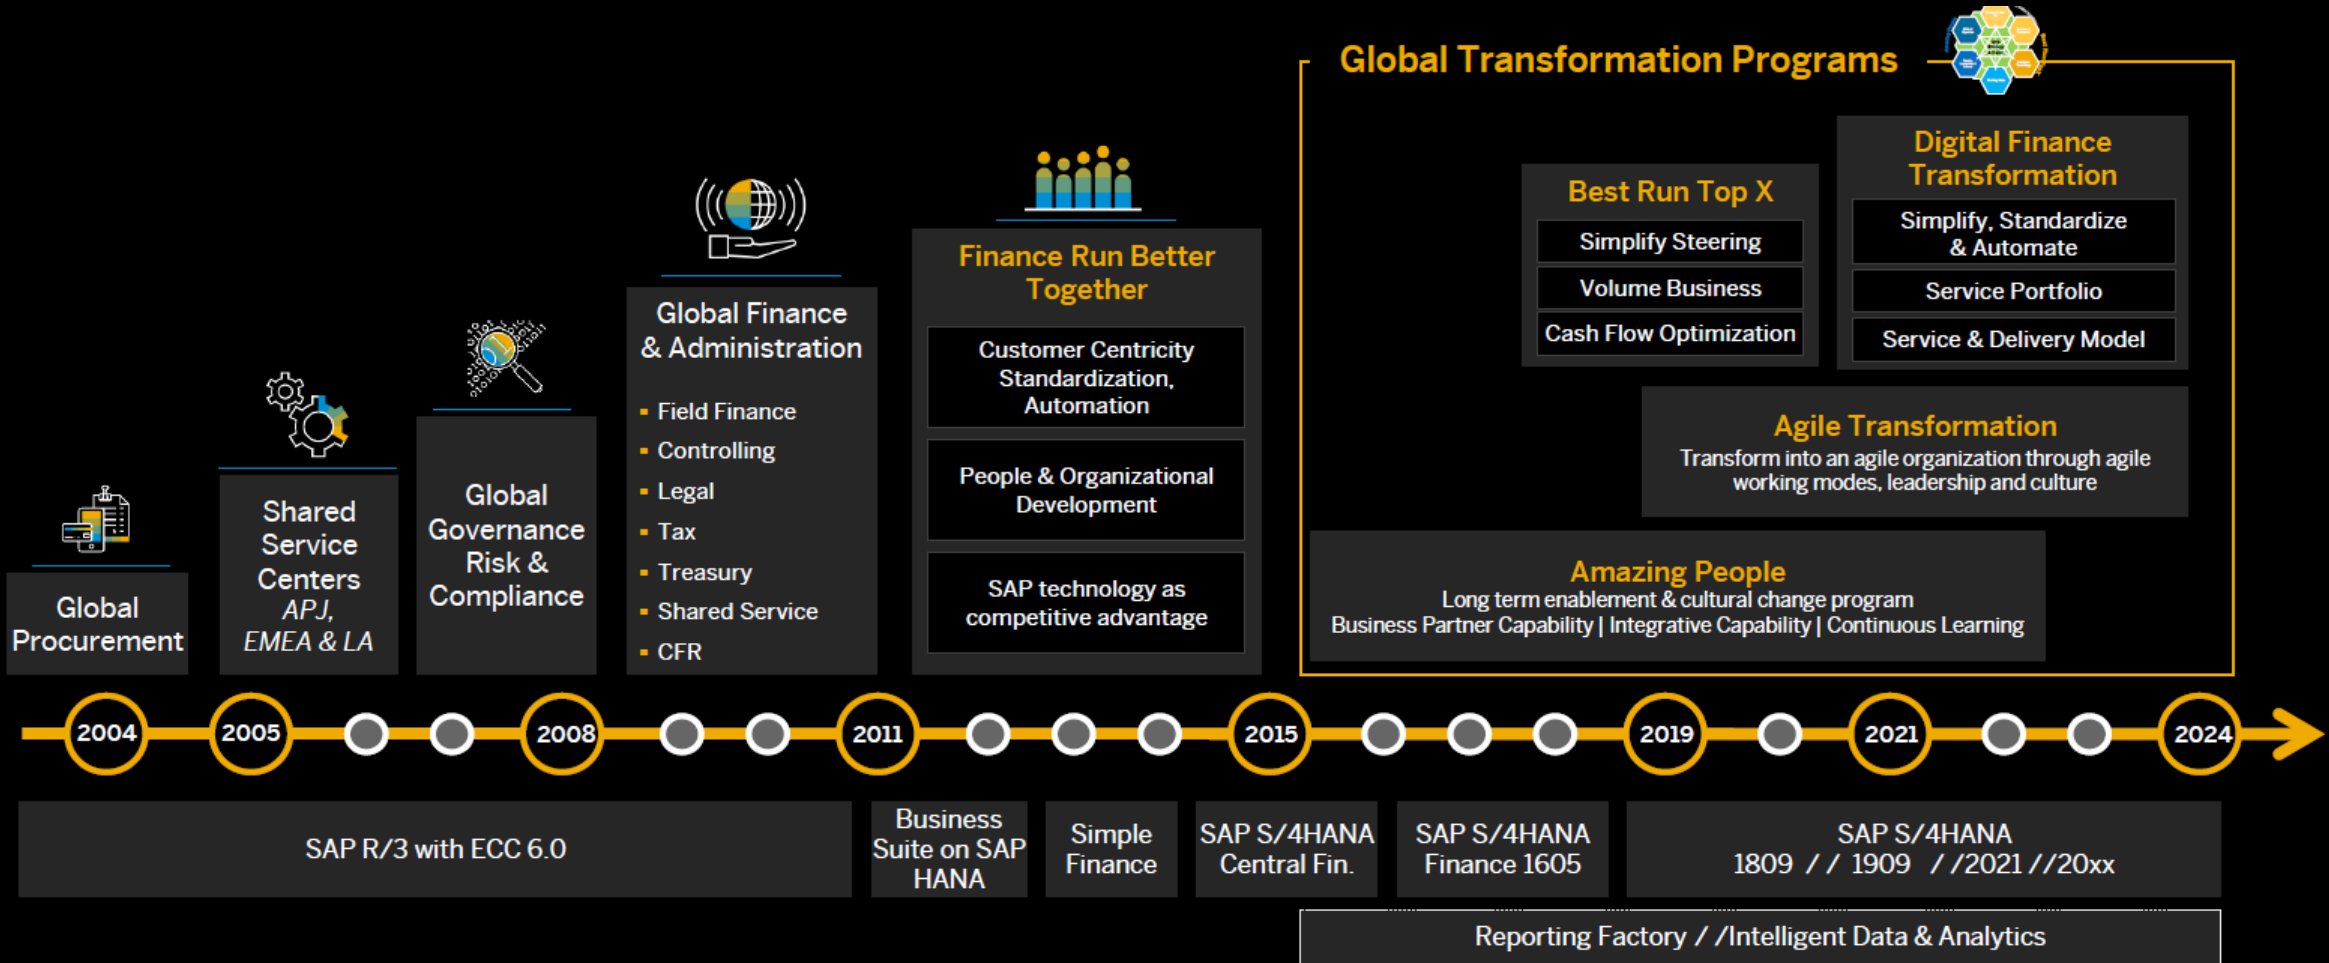 Global Transformation Programs
Digital Finance
Transformation
Simplify, Standardize
& Automate
Service Portfolio
Service & Delivery Model
Best Run Top X
Simplify Steering
Volume Business
Cash Flow Optimization
Agile Transformation
Transform into an agile organization through agile
working modes, leadership and culture
Amazing People
Long term enablement & cultural change program
Business Partner Capability | Integrative Capability | Continuous Learning
Finance Run Better
Together
Customer Centricity
Standardization,
Automation
People & Organizational
Development
SAP technology as
competitive advantage
Global Finance
& Administration
▪ Field Finance
▪ Controlling
▪ Legal
▪ Tax
▪ Treasury
▪ Shared Service
▪ CFR
Global
Governance
Risk &
Compliance
Shared
Service
Centers
APJ,
EMEA & LA
Global
Procurement
2004
2005
2008
2011
2015
2019
2021
2024
SAP R/3 with ECC 6.0
Business
Suite on SAP
HANA
Simple
Finance
SAP S/4HANA
Central Fin.
SAP S/4HANA
Finance 1605
SAP S/4HANA
1809 // 1909 //2021 //20xx
Reporting Factory //Intelligent Data & Analytics